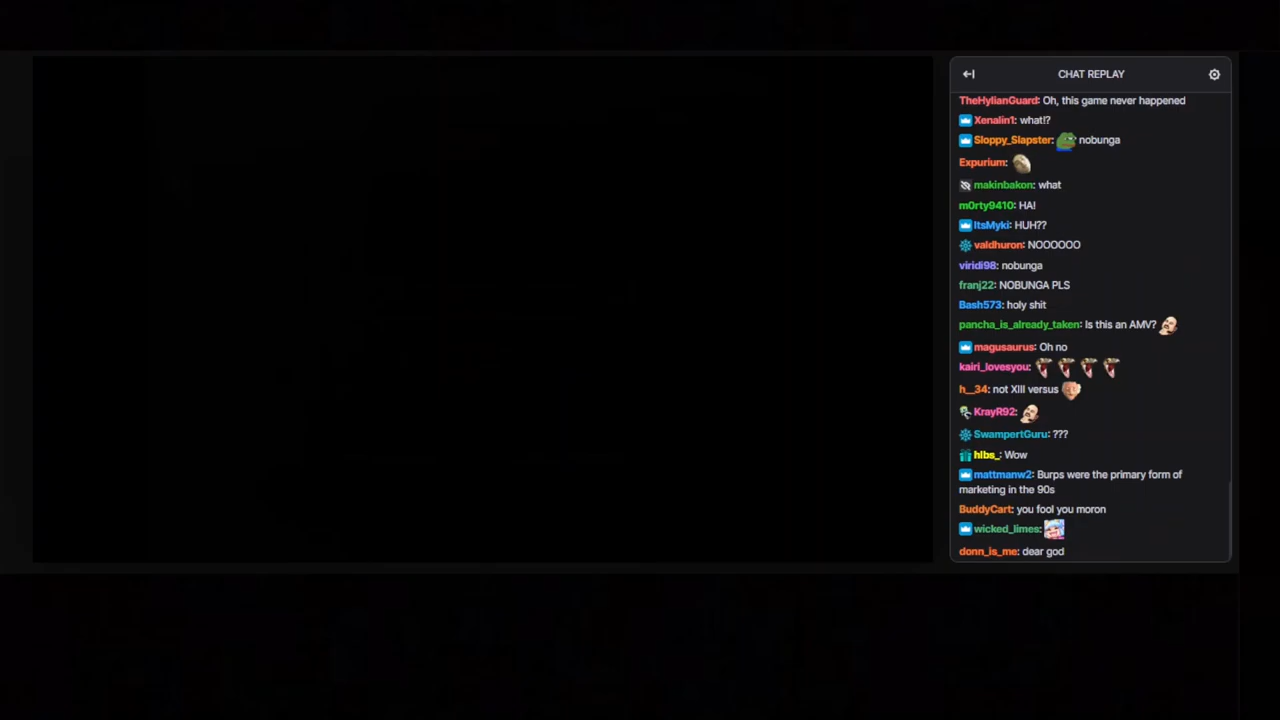 CHAT REPLAY
TheHylianGuard: Oh, this game never happened
Xenalin1: what!?
Sloppy_Slapster: nobunga
Expurium:
makinbakon: what
m0rty9410: HA!
ItsMyki: HUH??
valdhuron: NOOOOOO
viridi98: nobunga
franj22: NOBUNGA PLS
Bash573: holy shit
pancha_is_already_taken: Is this an AMV?
magusaurus: Oh no
kairi_lovesyou:
h__34: not XIII versus
KrayR92:
SwampertGuru: ???
hlbs_: Wow
mattmanw2: Burps were the primary form of
marketing in the 90s
BuddyCart: you fool you moron
wicked_limes:
donn_is_me: dear god